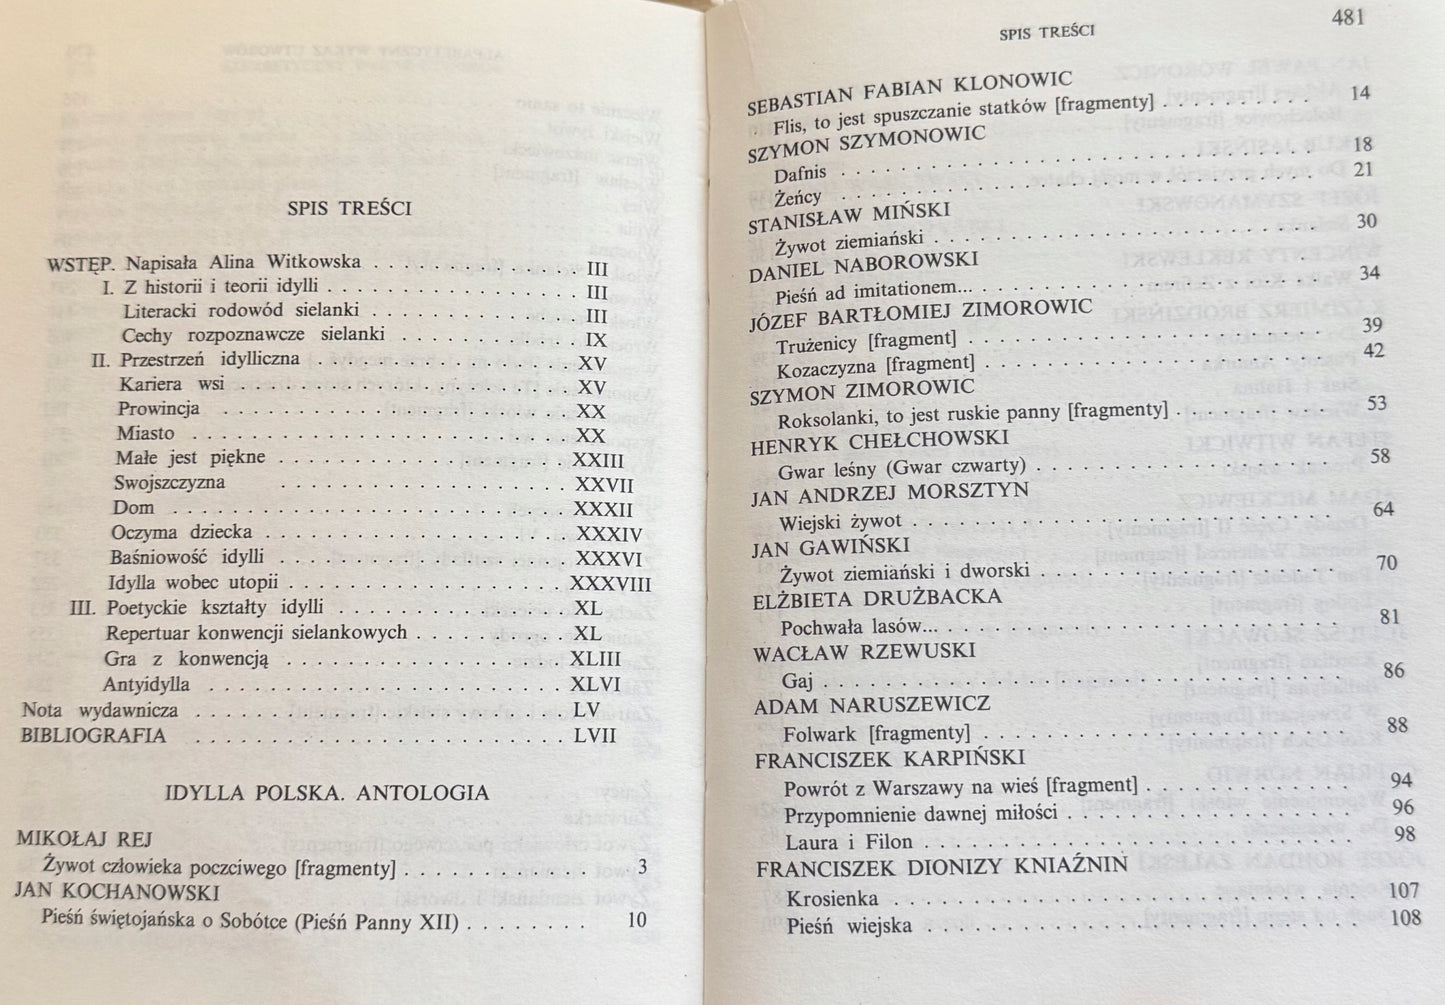 SPIS TREŚCI
WSTĘP. Napisała Alina Witkowska . . . . . . . . . . . III
I. Z historii i teorii idylli . . . . . . . . . . . . . III
Literacki rodowód sielanki . . . . . . . . . . . III
Cechy rozpoznawcze sielanki . . . . . . . . . . IX
II. Przestrzeń idylliczna . . . . . . . . . . . . . XV
Kariera wsi . . . . . . . . . . . . . . . . . XV
Prowincja . . . . . . . . . . . . . . . . . . XX
Miasto . . . . . . . . . . . . . . . . . . . XX
Małe jest piękne . . . . . . . . . . . . . . XXIII
Swojszczyzna . . . . . . . . . . . . . . XXVII
Dom . . . . . . . . . . . . . . . . . . . . XXXII
Oczyma dziecka . . . . . . . . . . . . . . . XXXIV
Baśniowość idylli . . . . . . . . . . . . . . XXXVI
Idylla wobec utopii . . . . . . . . . . . . . XXXVIII
III. Poetyckie kształty idylli . . . . . . . . . . . XL
Repertuar konwencji sielankowych . . . . . . . XL
Gra z konwencją . . . . . . . . . . . . . . XLIII
Antyidylla . . . . . . . . . . . . . . . . . XLVI
Nota wydawnicza . . . . . . . . . . . . . . . . . LV
BIBLIOGRAFIA . . . . . . . . . . . . . . . . . LVII
IDYLLA POLSKA. ANTOLOGIA
MIKOŁAJ REJ
Żywot człowieka poczciwego [fragmenty] . . . . . . . . . . 3
JAN KOCHANOWSKI
Pieśń świętojańska o Sobótce (Pieśń Panny XII) . . . . . . . 10
SPIS TREŚCI 481
SEBASTIAN FABIAN KLONOWIC
Flis, to jest spuszczanie statków [fragmenty] . . . . . . . . . 14
SZYMON SZYMONOWIC
Dafnis . . . . . . . . . . . . . . . . . . . . . . 18
Żeńcy . . . . . . . . . . . . . . . . . . . . . . 21
STANISŁAW MIŃSKI
Żywot ziemiański . . . . . . . . . . . . . . . . . . . 30
DANIEL NABOROWSKI
Pieśń ad imitationem... . . . . . . . . . . . . . . . . . 34
JÓZEF BARTŁOMIEJ ZIMOROWIC
Trużenicy [fragment] . . . . . . . . . . . . . . . . . . 39
Kozaczyzna [fragment] . . . . . . . . . . . . . . . . . 42
SZYMON ZIMOROWIC
Roksolanki, to jest ruskie panny [fragmenty] . . . . . . . . . 53
HENRYK CHEŁCHOWSKI
Gwar leśny (Gwar czwarty) . . . . . . . . . . . . . . . 58
JAN ANDRZEJ MORSZTYN
Wiejski żywot . . . . . . . . . . . . . . . . . . . . 64
JAN GAWIŃSKI
Żywot ziemiański i dworski . . . . . . . . . . . . . . . 70
ELŻBIETA DRUŻBACKA
Pochwała lasów... . . . . . . . . . . . . . . . . . . . 81
WACŁAW RZEWUSKI
Gaj . . . . . . . . . . . . . . . . . . . . . . . . 86
ADAM NARUSZEWICZ
Folwark [fragmenty] . . . . . . . . . . . . . . . . . . 88
FRANCISZEK KARPIŃSKI
Powrót z Warszawy na wieś [fragment] . . . . . . . . . . . 94
Przypomnienie dawnej miłości . . . . . . . . . . . . . . 96
Laura i Filon . . . . . . . . . . . . . . . . . . . . 98
FRANCISZEK DIONIZY KNIAŹNIN
Krosienka . . . . . . . . . . . . . . . . . . . . . 107
Pieśń wiejska . . . . . . . . . . . . . . . . . . . . 108